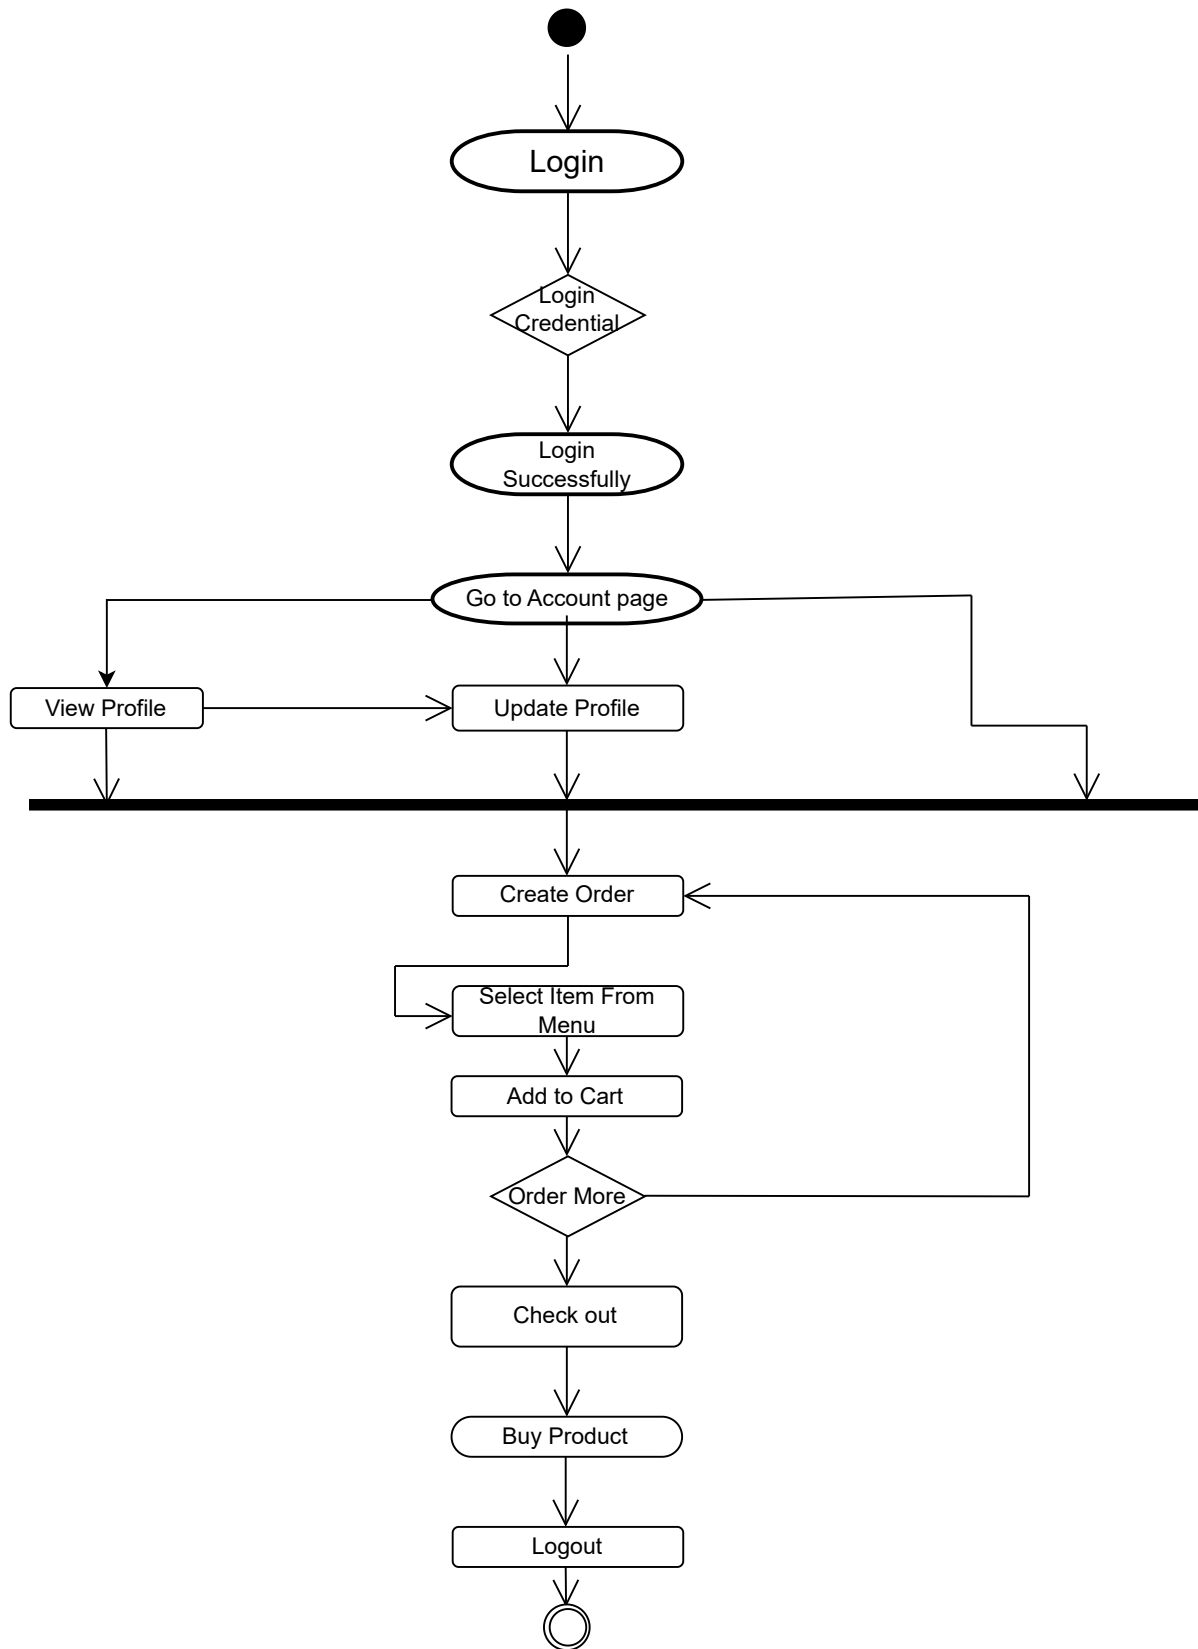 Login
Login
Credential
Login
Successfully
Go to Account page
View Profile
Update Profile
Create Order
Select Item From
Menu
Add to Cart
Order More
Check out
Buy Product
Logout